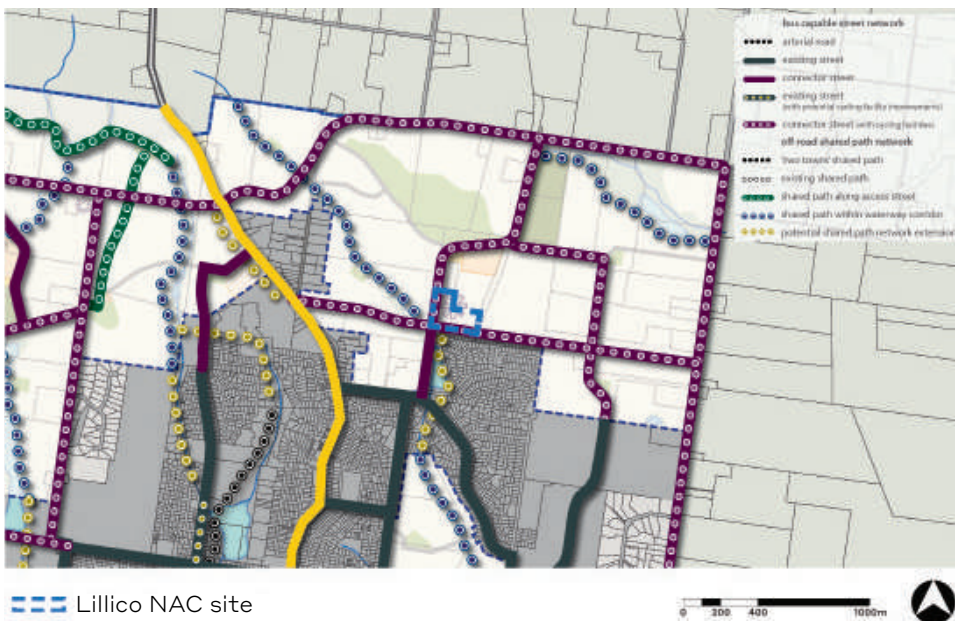 bus capable street network
arterial road
existing street
connector street
existing street
(with potential cycling facility improvements)
connector street with cycling facilities
off road shared path network
'two towns' shared path
existing shared path
shared path along access street
shared path within waterway corridor
potential shared path network extension
Lillico NAC site
0 200 400 1000m